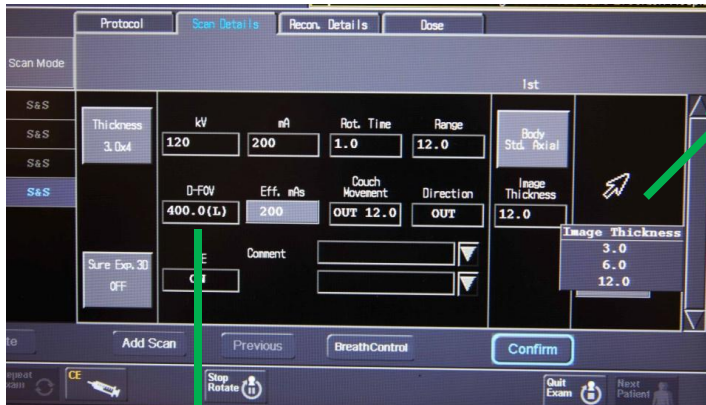 Protocol Scan Details Recon. Details Dose
Scan Mode
1st
S&S
S&S
S&S
S&S
Thickness
3.0x4
kV mA Rot. Time Range
120 200 1.0 12.0
Body
Std. Axial
D-FOV Eff. mAs Couch Movement Direction
400.0(L) 200 OUT 12.0 OUT
Image Thickness
12.0
Image Thickness
3.0
6.0
12.0
Sure Exp. 3D
OFF
Comment
Add Scan Previous BreathControl Confirm
CE
Stop Rotate
Quit Exam
Next Patient